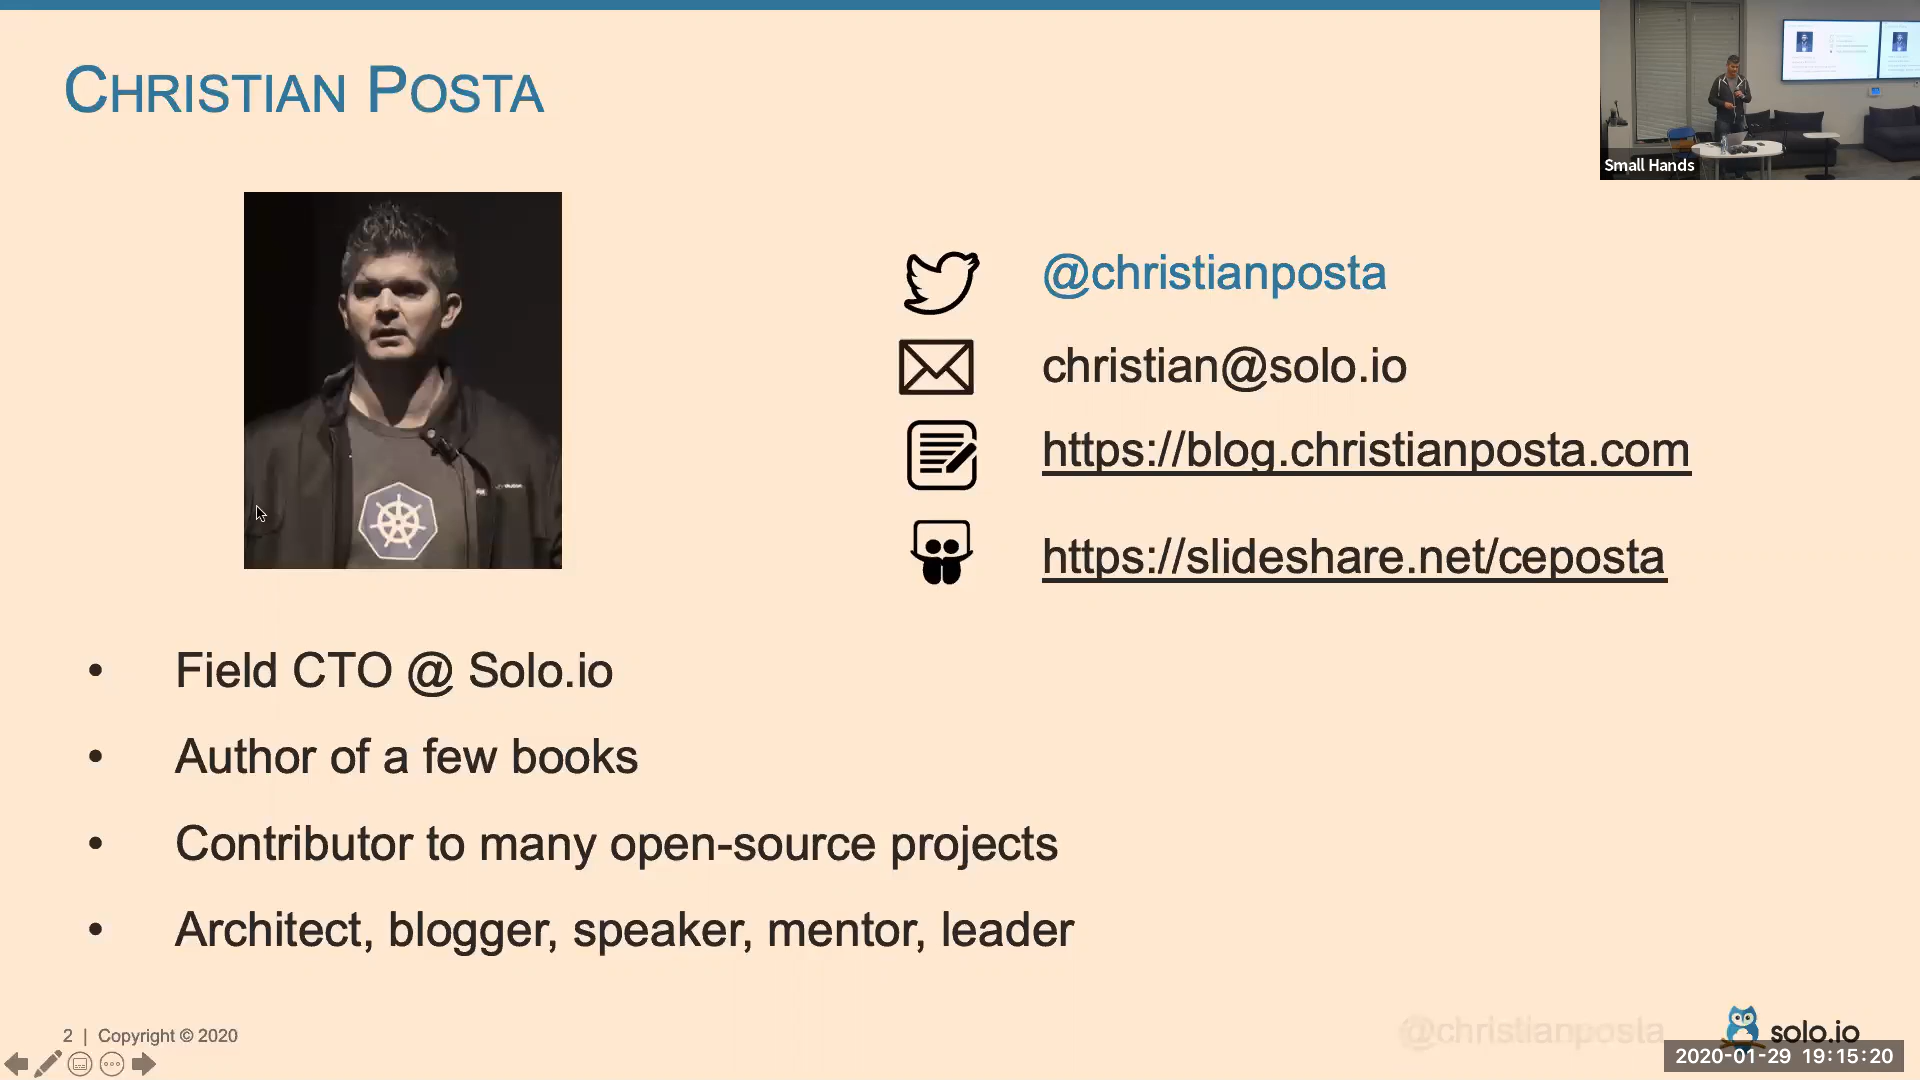 CHRISTIAN POSTA
Small Hands
@christianposta
christian@solo.io
https://blog.christianposta.com
https://slideshare.net/ceposta
• Field CTO @ Solo.io
• Author of a few books
• Contributor to many open-source projects
• Architect, blogger, speaker, mentor, leader
2 | Copyright © 2020
@christianposta
solo.io
2020-01-29 19:15:20